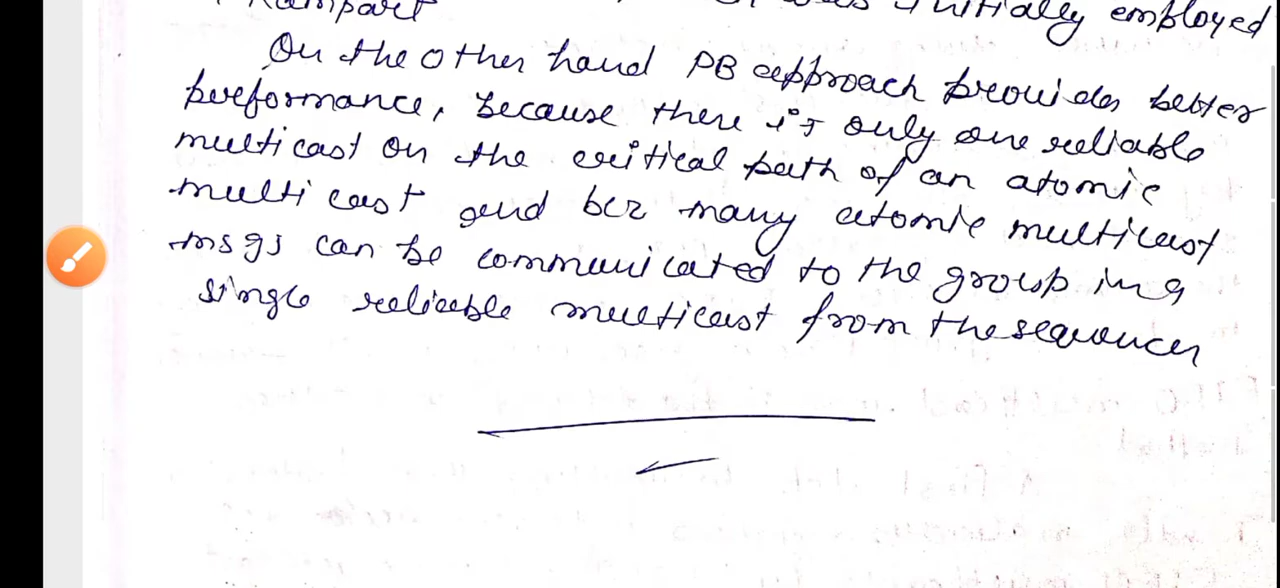 Rampart initially employed
On the other hand PB approach provides better
performance, because there is only one reliable
multicast on the critical path of an atomic
multicast and bcz many atomic multicast
msgs can be communicated to the group in a
single reliable multicast from the sequencer